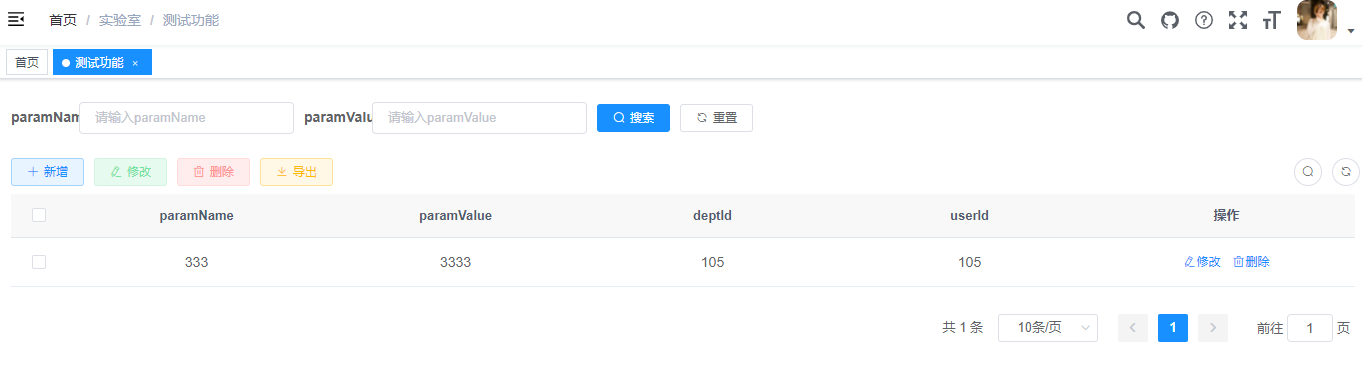 首页 / 实验室 / 测试功能
首页 测试功能 ×
paramNam 请输入paramName paramValu 请输入paramValue 搜索 重置
新增 修改 删除 导出
paramName paramValue deptId userId 操作
333 3333 105 105 修改 删除
共 1 条 10条/页 1 前往 1 页